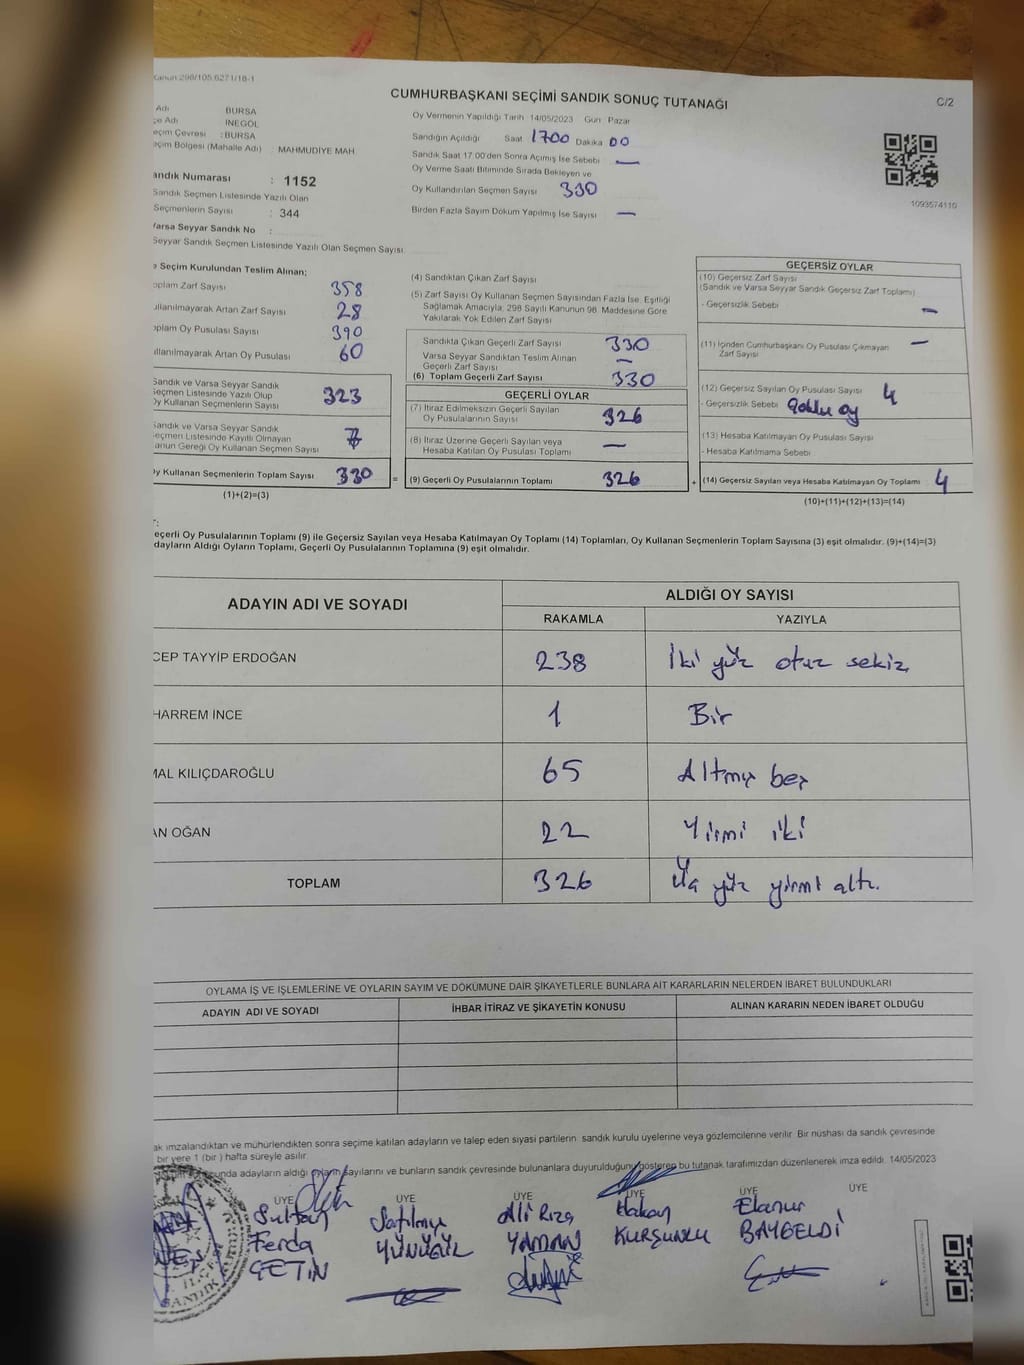 Kanun 298/105,6271/18-1
CUMHURBAŞKANI SEÇİMİ SANDIK SONUÇ TUTANAĞI
C/2
Adı BURSA
çe Adı İNEGÖL
eçim Çevresi : BURSA
eçim Bölgesi (Mahalle Adı) : MAHMUDİYE MAH.
andık Numarası : 1152
Sandık Seçmen Listesinde Yazılı Olan
Seçmenlerin Sayısı : 344
Varsa Seyyar Sandık No :
Seyyar Sandık Seçmen Listesinde Yazılı Olan Seçmen Sayısı
Oy Vermenin Yapıldığı Tarih 14/05/2023 Gün Pazar
Sandığın Açıldığı Saat 1700 Dakika 00
Sandık Saat 17.00'den Sonra Açımış İse Sebebi —
Oy Verme Saati Bitiminde Sırada Bekleyen ve
Oy Kullandırılan Seçmen Sayısı 330
Birden Fazla Sayım Döküm Yapılmış İse Sayısı —
1093574110
e Seçim Kurulundan Teslim Alınan;
oplam Zarf Sayısı 358
ullanılmayarak Artan Zarf Sayısı 28
oplam Oy Pusulası Sayısı 390
ullanılmayarak Artan Oy Pusulası 60
Sandık ve Varsa Seyyar Sandık
Seçmen Listesinde Yazılı Olup
Oy Kullanan Seçmenlerin Sayısı 323
Sandık ve Varsa Seyyar Sandık
eçmen Listesinde Kayıtlı Olmayan
anun Gereği Oy Kullanan Seçmen Sayısı 7
Oy Kullanan Seçmenlerin Toplam Sayısı 330
(1)+(2)=(3)
(4) Sandıktan Çıkan Zarf Sayısı
(5) Zarf Sayısı Oy Kullanan Seçmen Sayısından Fazla İse, Eşitliği
Sağlamak Amacıyla, 298 Sayılı Kanunun 98. Maddesine Göre
Yakılarak Yok Edilen Zarf Sayısı
Sandıkta Çıkan Geçerli Zarf Sayısı 330
Varsa Seyyar Sandıktan Teslim Alınan
Geçerli Zarf Sayısı —
(6) Toplam Geçerli Zarf Sayısı 330
GEÇERLİ OYLAR
(7) İtiraz Edilmeksizin Geçerli Sayılan
Oy Pusulalarının Sayısı 326
(8) İtiraz Üzerine Geçerli Sayılan veya
Hesaba Katılan Oy Pusulası Toplamı —
= (9) Geçerli Oy Pusulalarının Toplamı 326 +
GEÇERSİZ OYLAR
(10) Geçersiz Zarf Sayısı
(Sandık ve Varsa Seyyar Sandık Geçersiz Zarf Toplamı)
- Geçersizlik Sebebi —
(11) İçinden Cumhurbaşkanı Oy Pusulası Çıkmayan
Zarf Sayısı —
(12) Geçersiz Sayılan Oy Pusulası Sayısı 4
- Geçersizlik Sebebi
(13) Hesaba Katılmayan Oy Pusulası Sayısı
- Hesaba Katılmama Sebebi
(14) Geçersiz Sayılan veya Hesaba Katılmayan Oy Toplamı 4
(10)+(11)+(12)+(13)=(14)
eçerli Oy Pusulalarının Toplamı (9) ile Geçersiz Sayılan veya Hesaba Katılmayan Oy Toplamı (14) Toplamları, Oy Kullanan Seçmenlerin Toplam Sayısına (3) eşit olmalıdır. (9)+(14)=(3)
dayların Aldığı Oyların Toplamı, Geçerli Oy Pusulalarının Toplamına (9) eşit olmalıdır.
ADAYIN ADI VE SOYADI ALDIĞI OY SAYISI
RAKAMLA YAZIYLA
CEP TAYYİP ERDOĞAN 238 İki yüz otuz sekiz
HARREM İNCE 1 Bir
MAL KILIÇDAROĞLU 65 Altmış beş
AN OĞAN 22 Yirmi iki
TOPLAM 326 Üç yüz yirmi altı.
OYLAMA İŞ VE İŞLEMLERİNE VE OYLARIN SAYIM VE DÖKÜMÜNE DAİR ŞİKAYETLERLE BUNLARA AİT KARARLARIN NELERDEN İBARET BULUNDUKLARI
ADAYIN ADI VE SOYADI İHBAR İTİRAZ VE ŞİKAYETİN KONUSU ALINAN KARARIN NEDEN İBARET OLDUĞU
ak imzalandıktan ve mühürlendikten sonra seçime katılan adayların ve talep eden siyasi partilerin sandık kurulu üyelerine veya gözlemcilerine verilir. Bir nüshası da sandık çevresinde
bir yere 1 (bir) hafta süreyle asılır.
unda adayların aldığı oyların sayılarını ve bunların sandık çevresinde bulunanlara duyurulduğunu gösteren bu tutanak tarafımızdan düzenlenerek imza edildi. 14/05/2023
ÜYE ÜYE ÜYE ÜYE ÜYE ÜYE
Sultan Satılmış Ali Rıza Hakan Elanur
Ferda YAMAN KURŞUNLU BAYGELDİ
ÇETİN